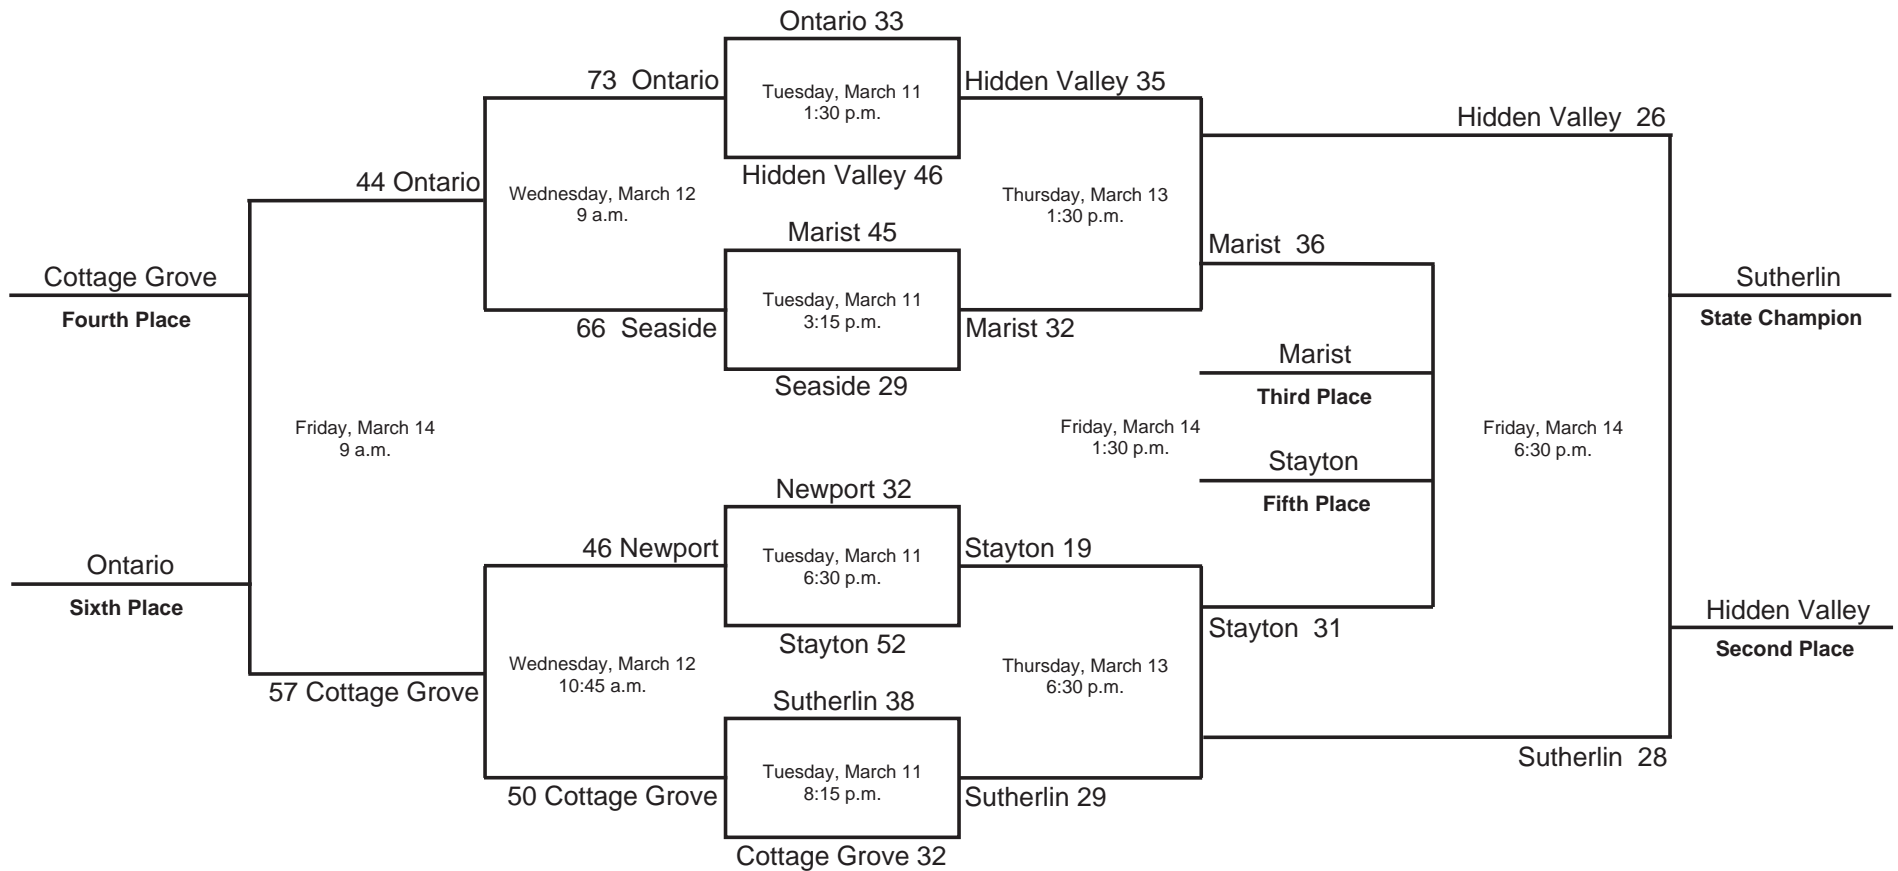 Ontario 33
73  Ontario
Tuesday, March 11
1:30 p.m.
Hidden Valley 35
Hidden Valley  26
Hidden Valley 46
44 Ontario
Wednesday, March 12
9 a.m.
Thursday, March 13
1:30 p.m.
Marist 45
Marist  36
Cottage Grove
Fourth Place
Sutherlin
State Champion
66  Seaside
Tuesday, March 11
3:15 p.m.
Marist 32
Seaside 29
Marist
Third Place
Friday, March 14
9 a.m.
Friday, March 14
1:30 p.m.
Friday, March 14
6:30 p.m.
Stayton
Fifth Place
Newport 32
46 Newport
Tuesday, March 11
6:30 p.m.
Stayton 19
Ontario
Sixth Place
Hidden Valley
Second Place
Stayton 52
Stayton  31
Wednesday, March 12
10:45 a.m.
Thursday, March 13
6:30 p.m.
57 Cottage Grove
Sutherlin 38
Sutherlin  28
50 Cottage Grove
Tuesday, March 11
8:15 p.m.
Sutherlin 29
Cottage Grove 32